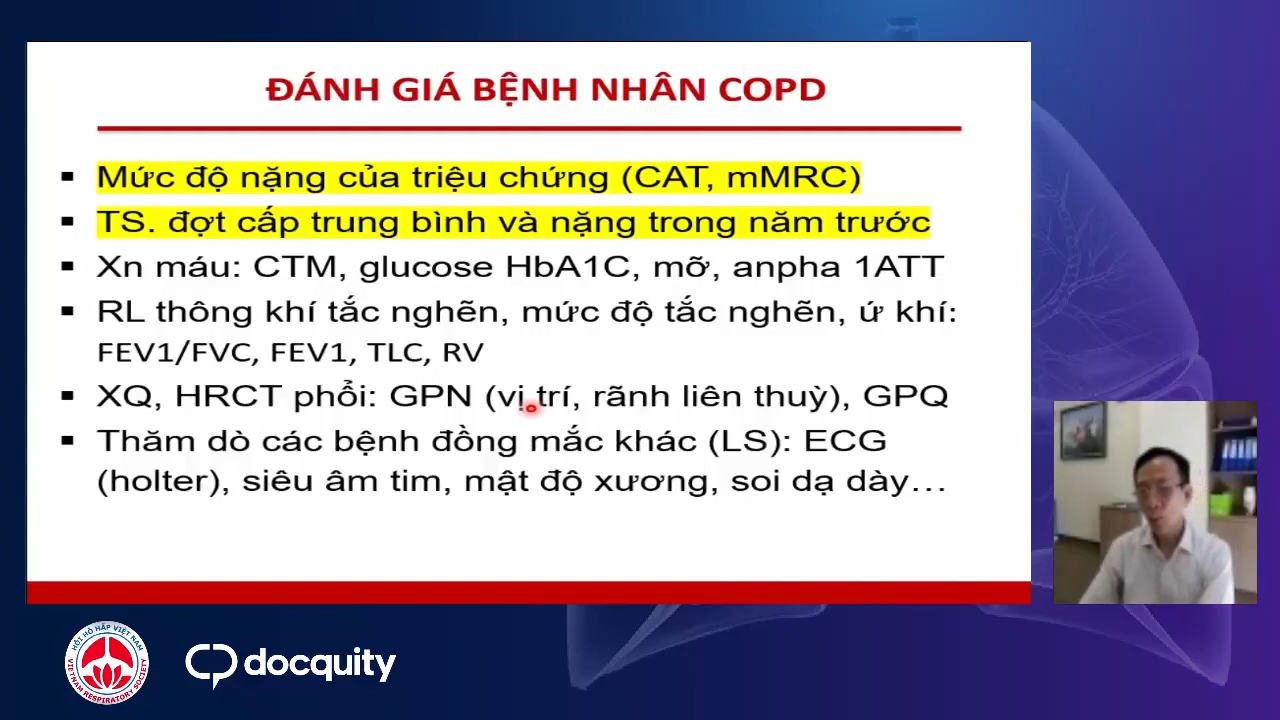 ĐÁNH GIÁ BỆNH NHÂN COPD
▪ Mức độ nặng của triệu chứng (CAT, mMRC)
▪ TS. đợt cấp trung bình và nặng trong năm trước
▪ Xn máu: CTM, glucose HbA1C, mỡ, anpha 1ATT
▪ RL thông khí tắc nghẽn, mức độ tắc nghẽn, ứ khí:
FEV1/FVC, FEV1, TLC, RV
▪ XQ, HRCT phổi: GPN (vị trí, rãnh liên thuỳ), GPQ
▪ Thăm dò các bệnh đồng mắc khác (LS): ECG
(holter), siêu âm tim, mật độ xương, soi dạ dày…
HỘI HÔ HẤP VIỆT NAM
VIETNAM RESPIRATORY SOCIETY
docquity